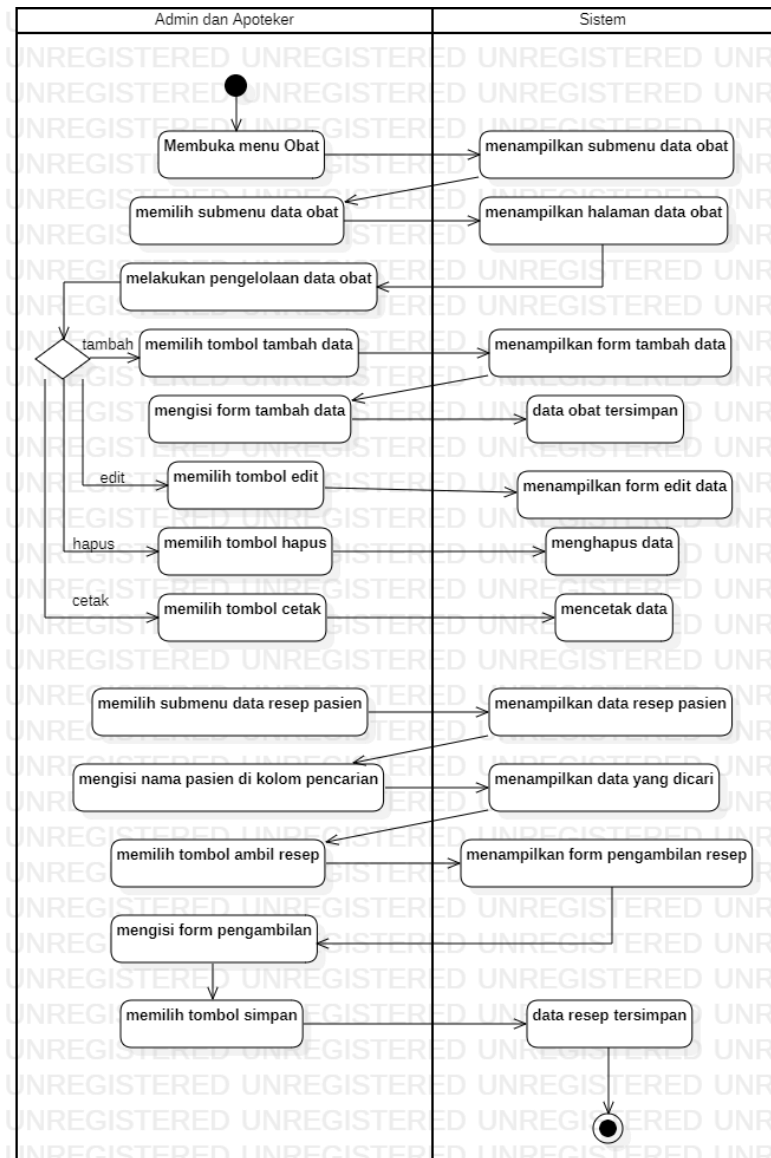 Admin dan Apoteker
Sistem
Membuka menu Obat
menampilkan submenu data obat
memilih submenu data obat
menampilkan halaman data obat
melakukan pengelolaan data obat
tambah
memilih tombol tambah data
menampilkan form tambah data
mengisi form tambah data
data obat tersimpan
edit
memilih tombol edit
menampilkan form edit data
hapus
memilih tombol hapus
menghapus data
cetak
memilih tombol cetak
mencetak data
memilih submenu data resep pasien
menampilkan data resep pasien
mengisi nama pasien di kolom pencarian
menampilkan data yang dicari
memilih tombol ambil resep
menampilkan form pengambilan resep
mengisi form pengambilan
memilih tombol simpan
data resep tersimpan
UNREGISTERED